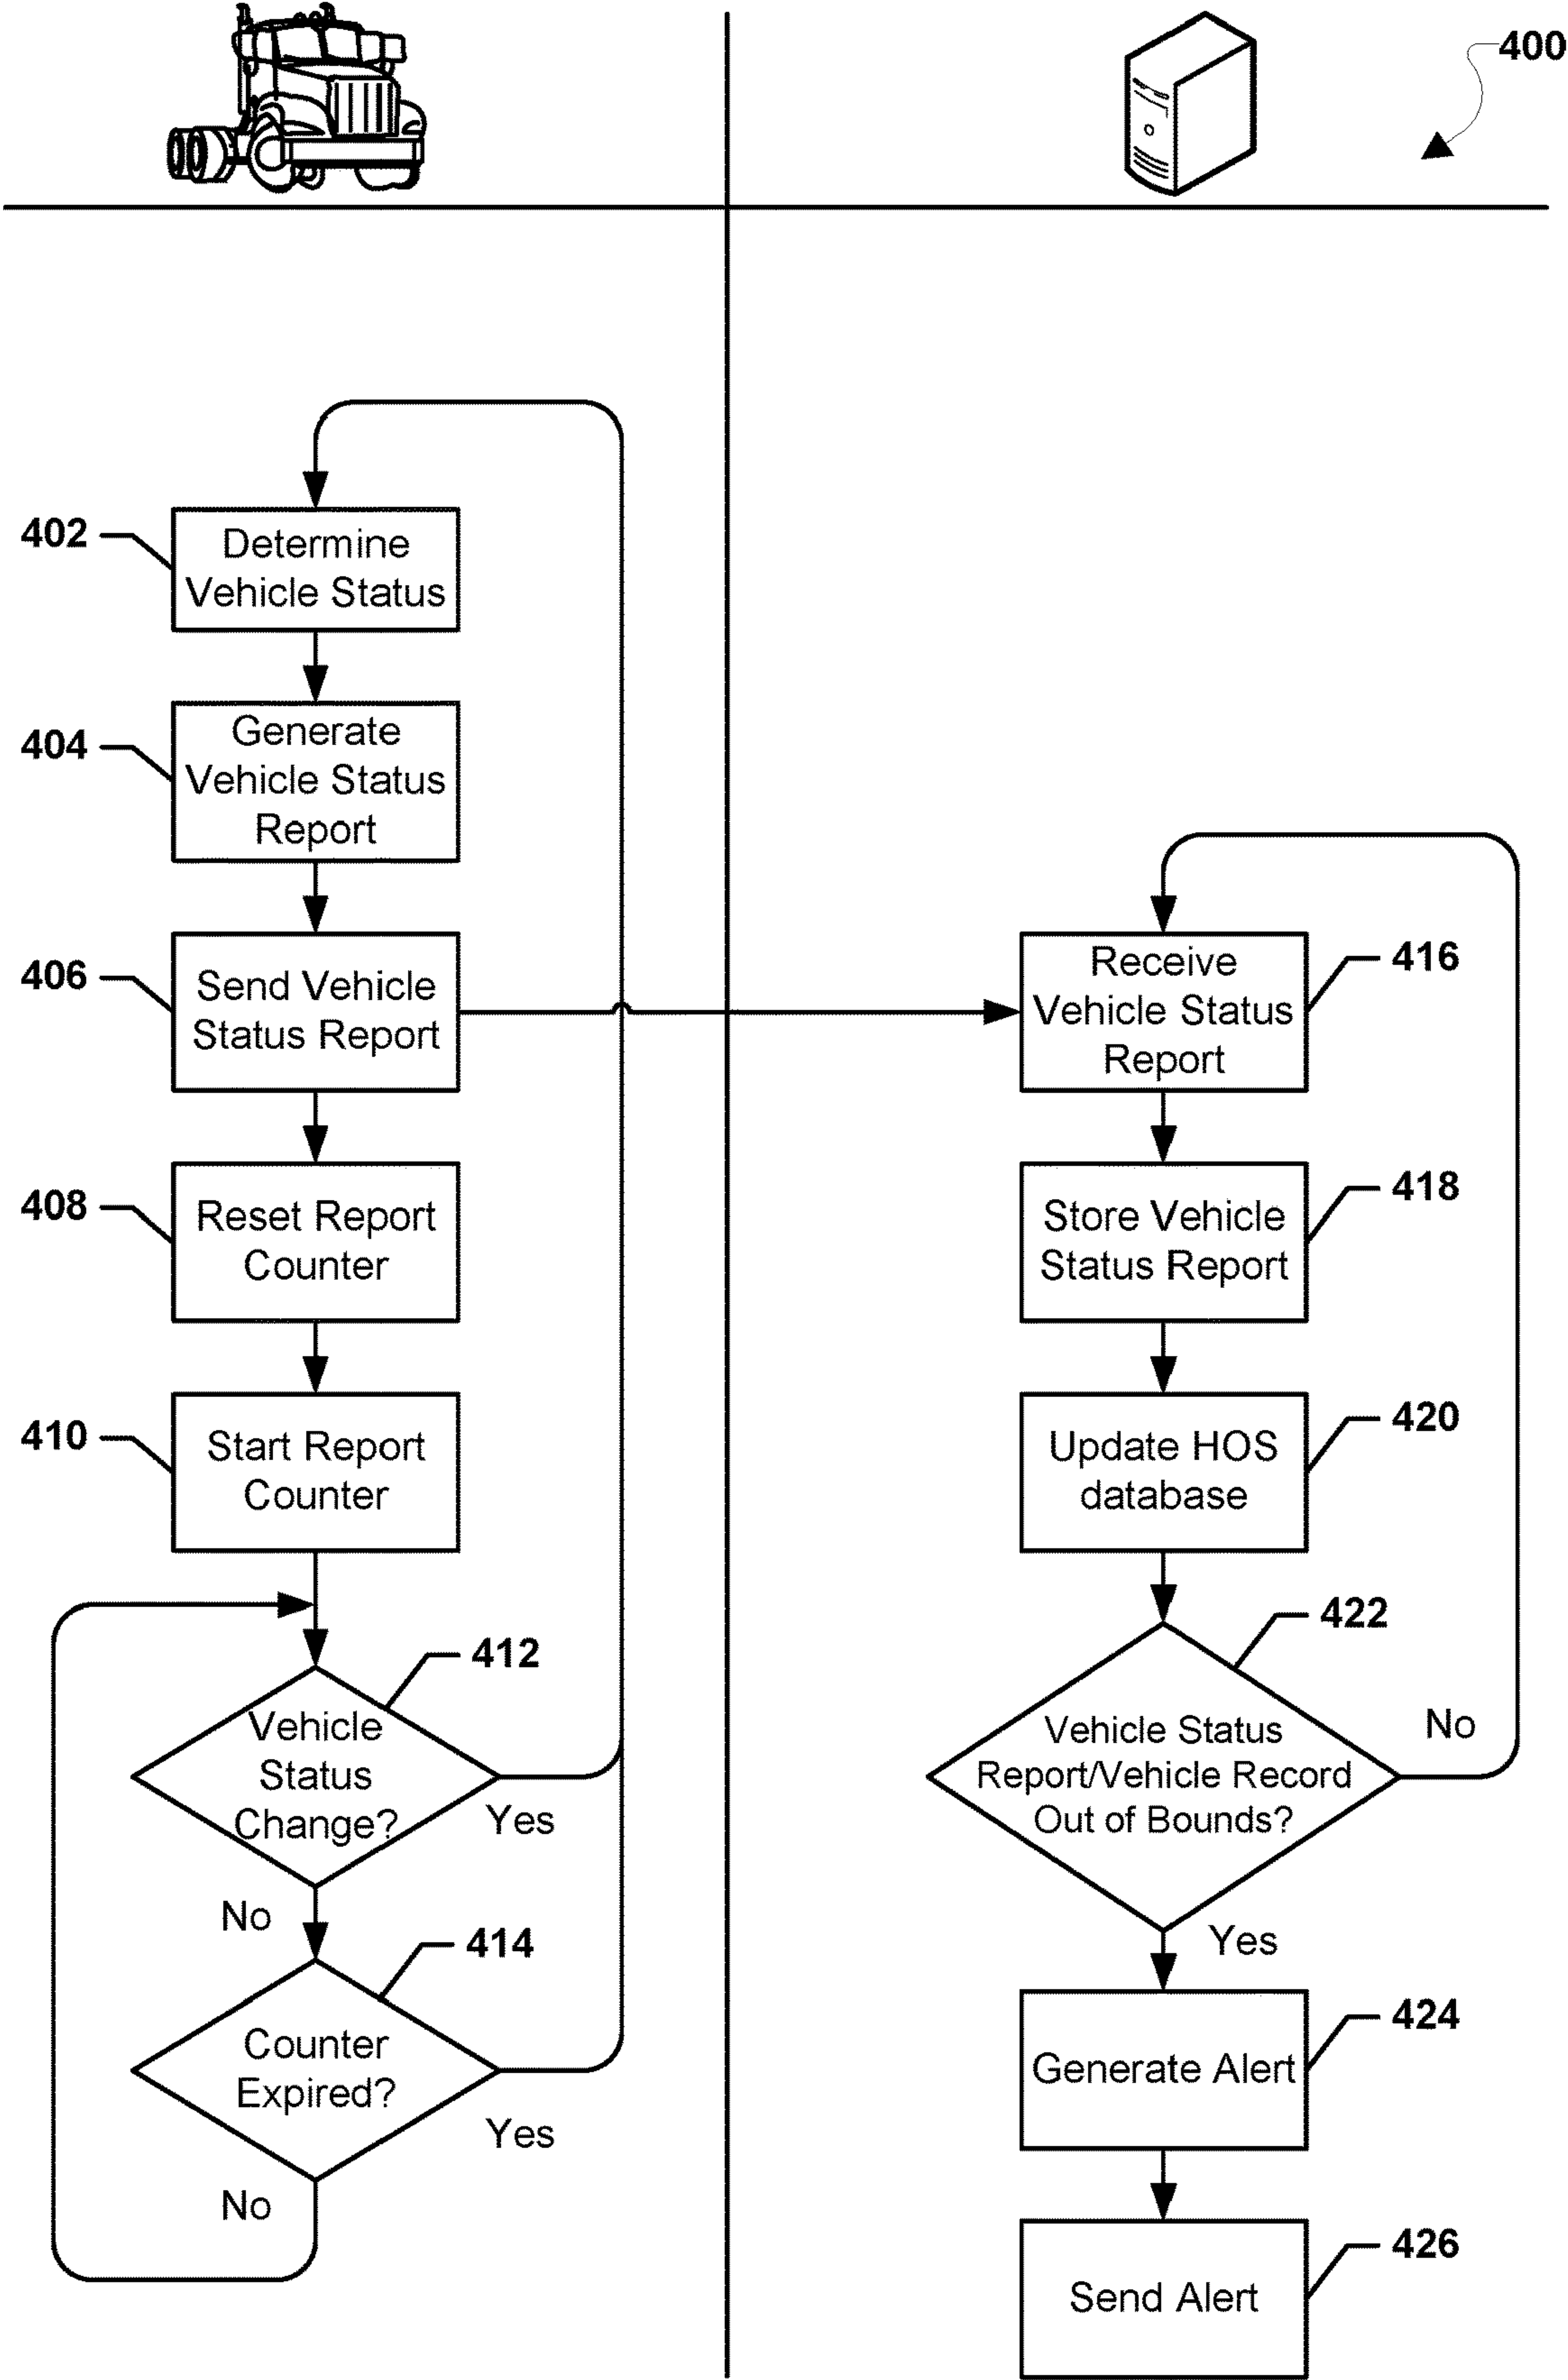 400
402
Determine
Vehicle Status
404
Generate
Vehicle Status
Report
406
Send Vehicle
Status Report
408
Reset Report
Counter
410
Start Report
Counter
412
Vehicle
Status
Change?
Yes
No
414
Counter
Expired?
Yes
No
416
Receive
Vehicle Status
Report
418
Store Vehicle
Status Report
420
Update HOS
database
422
Vehicle Status
Report/Vehicle Record
Out of Bounds?
No
Yes
424
Generate Alert
426
Send Alert